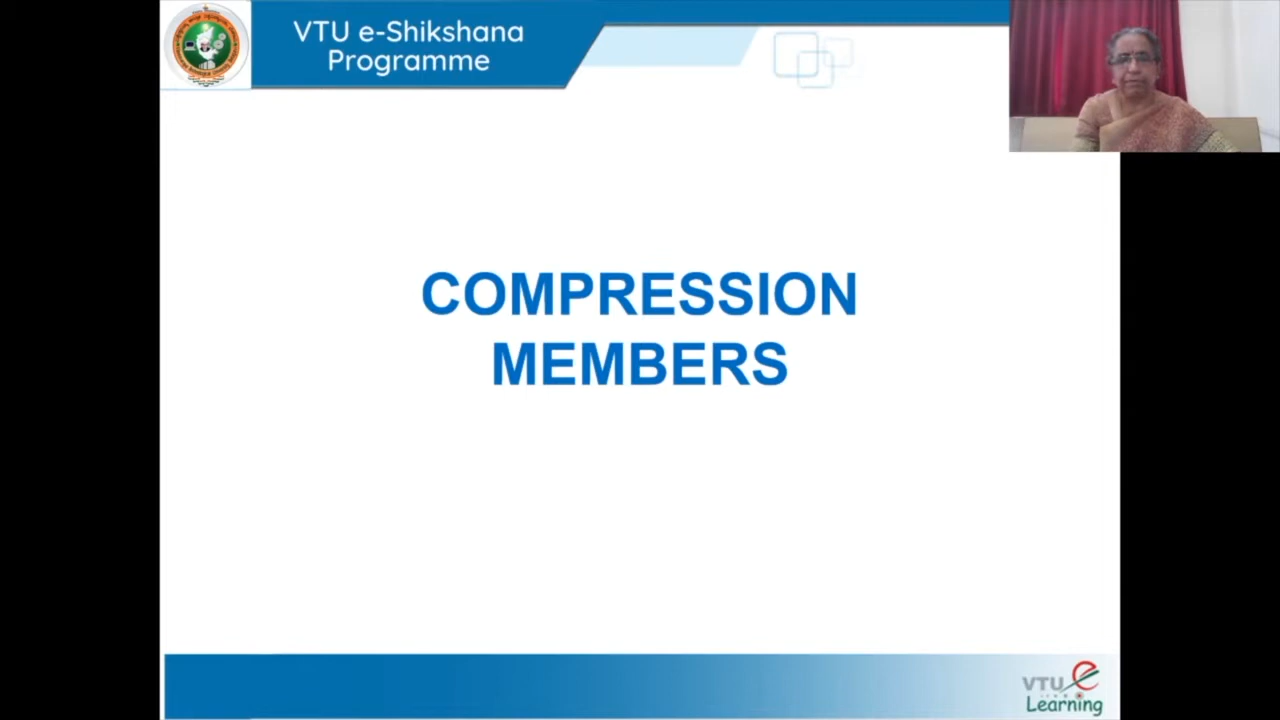 VTU e-Shikshana
Programme
COMPRESSION
MEMBERS
VTU e
Learning